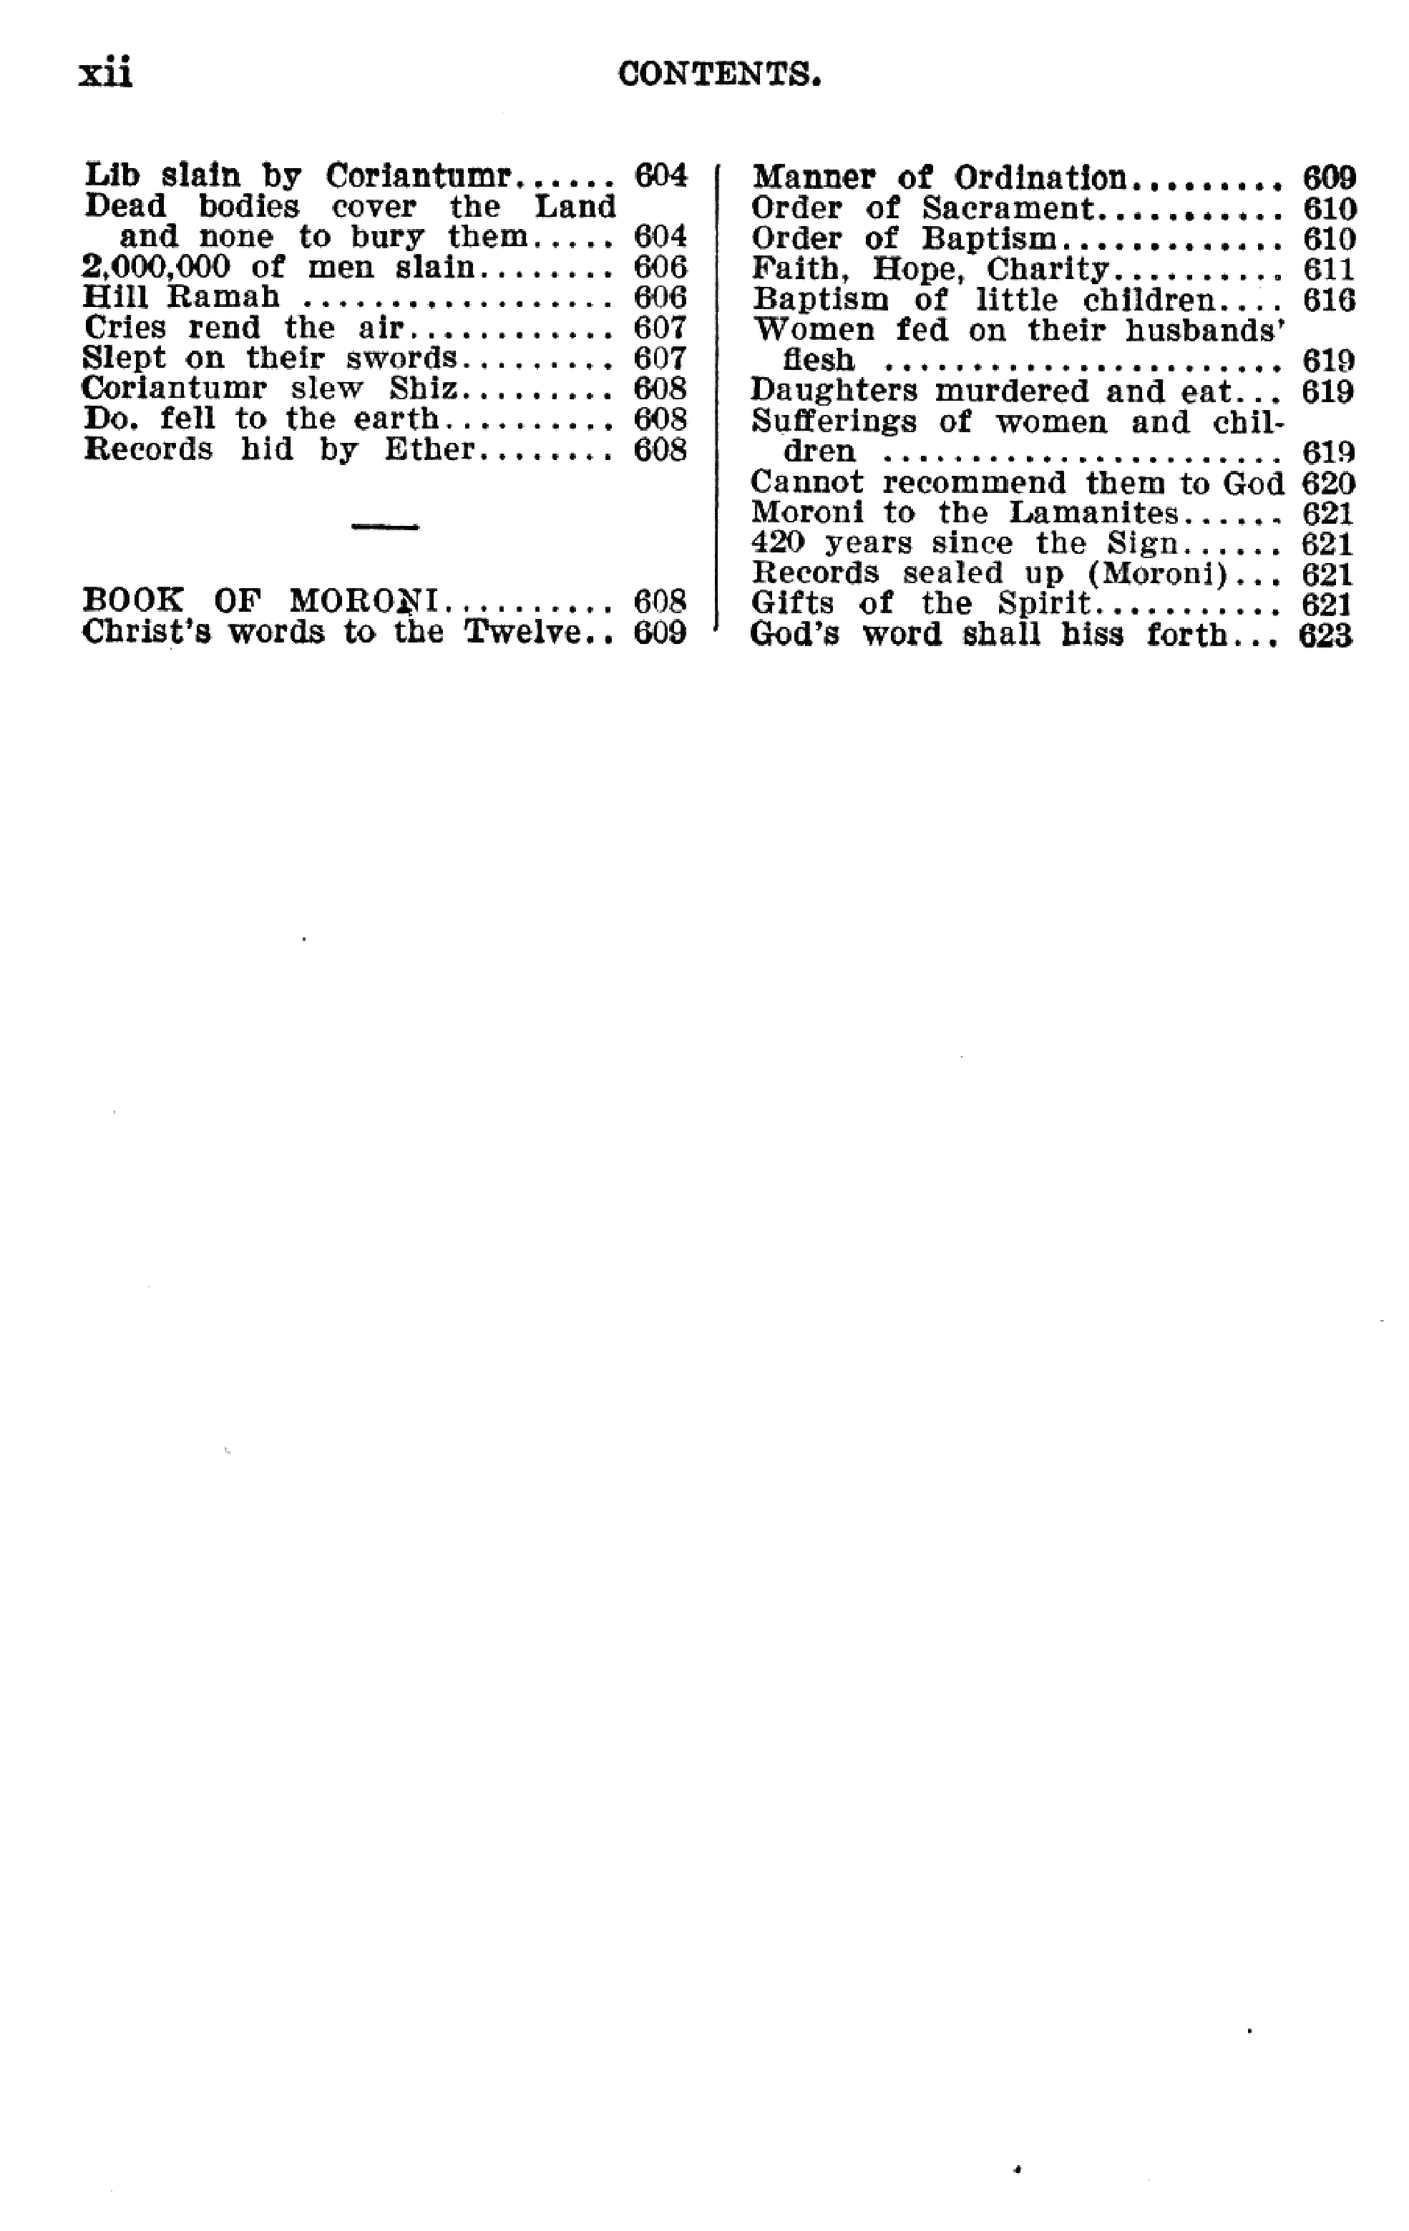 xii CONTENTS.
Lib slain by Coriantumr...... 604
Dead bodies cover the Land
and none to bury them..... 604
2,000,000 of men slain........ 606
Hill Ramah .................. 606
Cries rend the air............ 607
Slept on their swords......... 607
Coriantumr slew Shiz......... 608
Do. fell to the earth.......... 608
Records hid by Ether........ 608
BOOK OF MORONI.......... 608
Christ's words to the Twelve.. 609
Manner of Ordination......... 609
Order of Sacrament........... 610
Order of Baptism............. 610
Faith, Hope, Charity.......... 611
Baptism of little children.... 616
Women fed on their husbands'
flesh ....................... 619
Daughters murdered and eat... 619
Sufferings of women and chil-
dren ....................... 619
Cannot recommend them to God 620
Moroni to the Lamanites...... 621
420 years since the Sign...... 621
Records sealed up (Moroni)... 621
Gifts of the Spirit........... 621
God's word shall hiss forth... 623